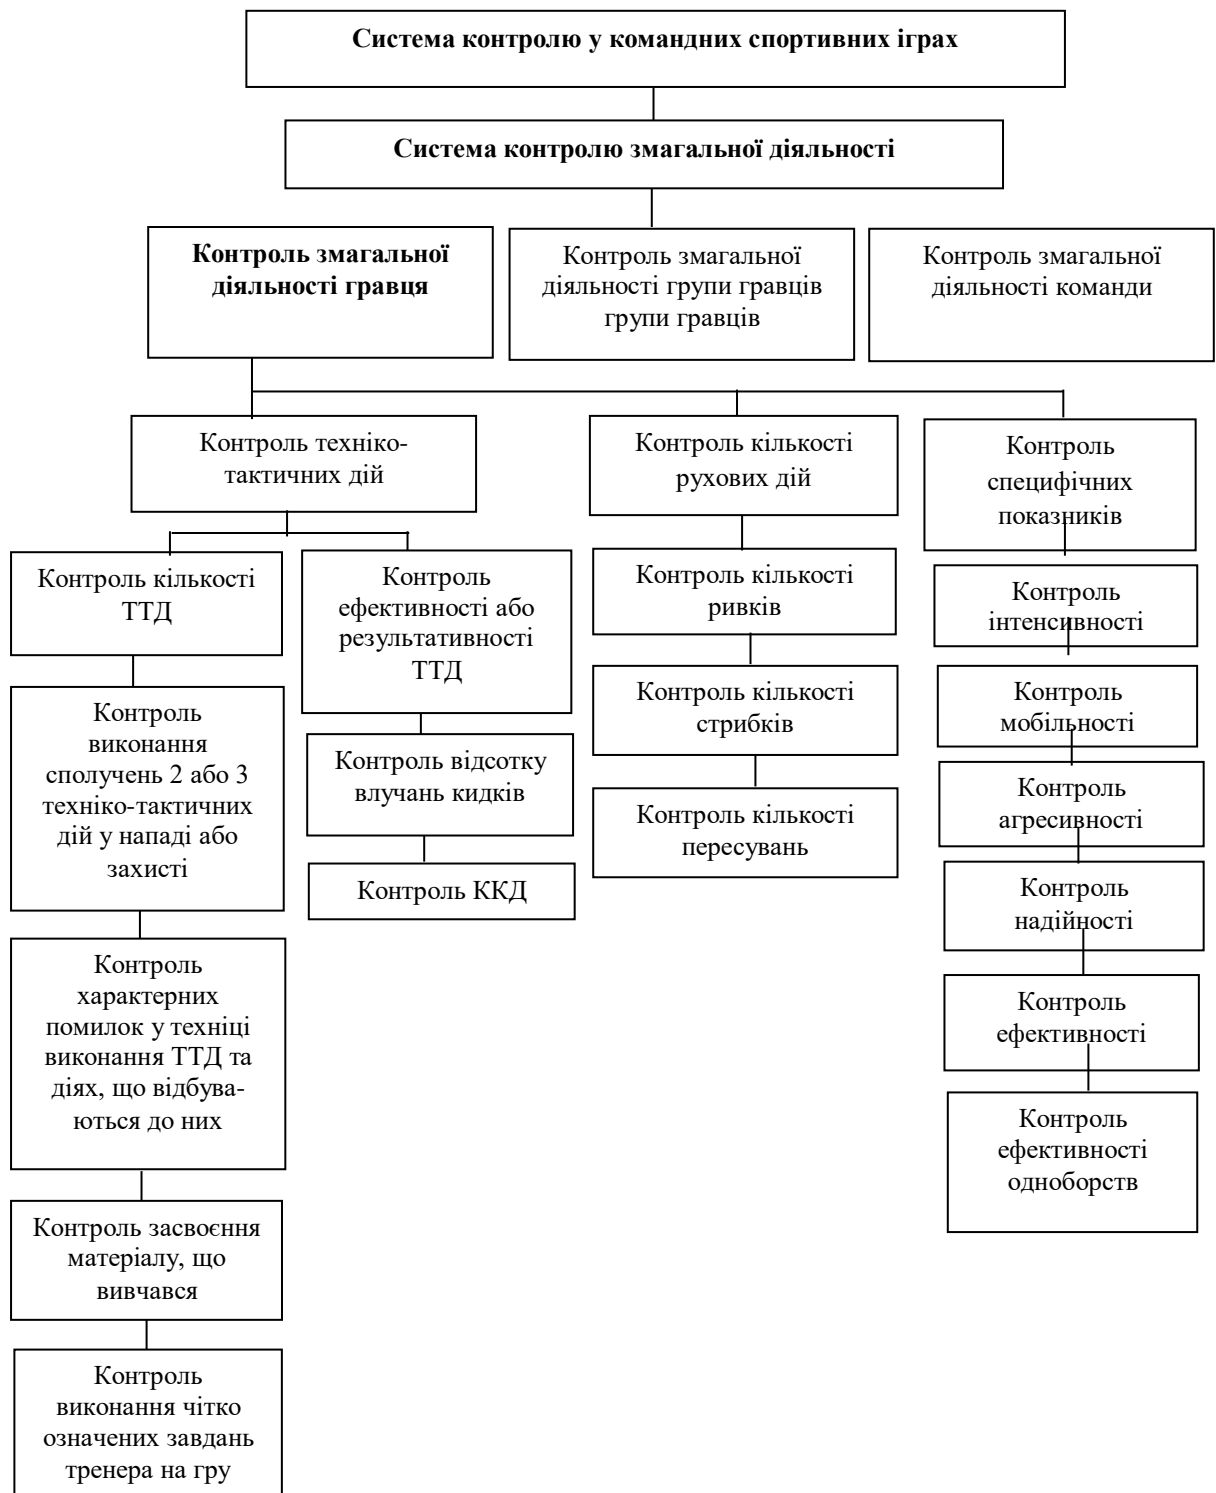 Система контролю у командних спортивних іграх
Система контролю змагальної діяльності
Контроль змагальної
діяльності гравця
Контроль змагальної
діяльності групи гравців
групи гравців
Контроль змагальної
діяльності команди
Контроль техніко-
тактичних дій
Контроль кількості
рухових дій
Контроль
специфічних
показників
Контроль кількості
ТТД
Контроль
ефективності або
результативності
ТТД
Контроль кількості
ривків
Контроль
інтенсивності
Контроль
виконання
сполучень 2 або 3
техніко-тактичних
дій у нападі або
захисті
Контроль відсотку
влучань кидків
Контроль кількості
стрибків
Контроль
мобільності
Контроль ККД
Контроль кількості
пересувань
Контроль
агресивності
Контроль
надійності
Контроль
характерних
помилок у техніці
виконання ТТД та
діях, що відбува-
ються до них
Контроль
ефективності
Контроль
ефективності
одноборств
Контроль засвоєння
матеріалу, що
вивчався
Контроль
виконання чітко
означених завдань
тренера на гру